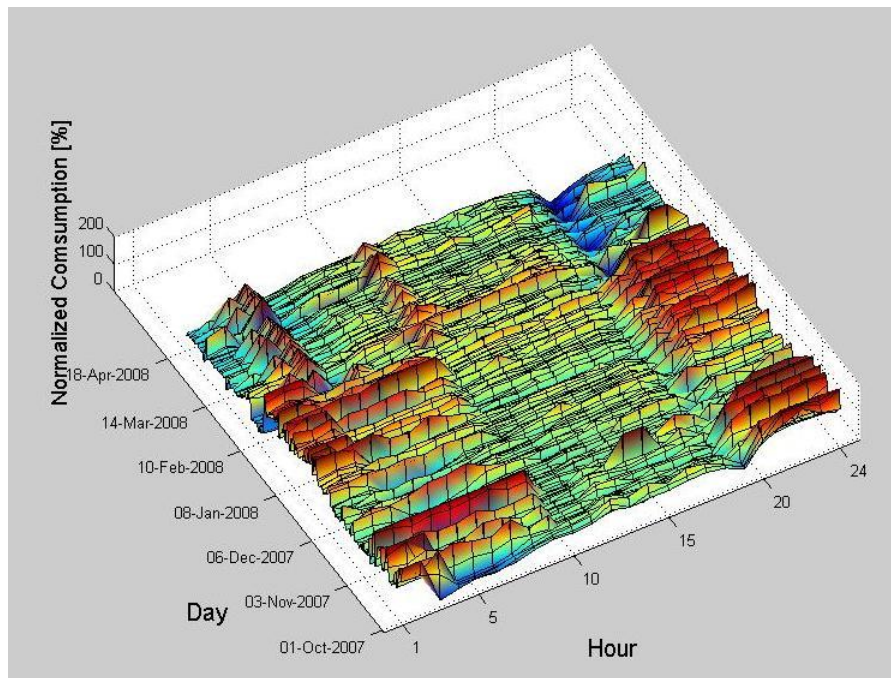 Normalized Comsumption [%]
200
100
0
18-Apr-2008
14-Mar-2008
10-Feb-2008
08-Jan-2008
06-Dec-2007
03-Nov-2007
01-Oct-2007
Day
1
5
10
15
20
24
Hour